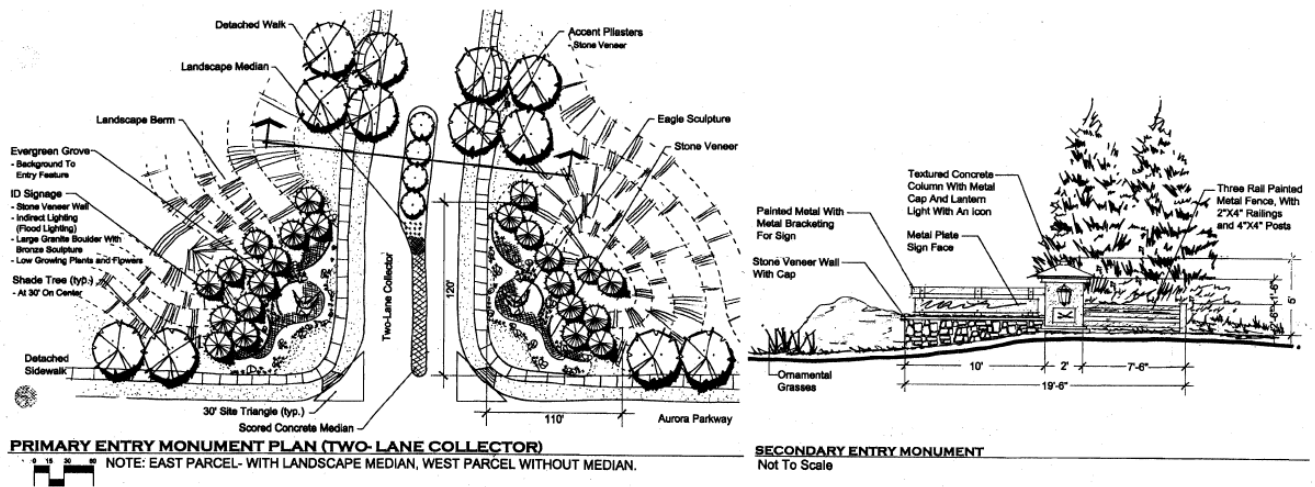 Detached Walk
Landscape Median
Landscape Berm
Evergreen Grove
- Background To
Entry Feature
ID Signage
- Stone Veneer Wall
- Indirect Lighting
(Flood Lighting)
- Large Granite Boulder With
Bronze Sculpture
- Low Growing Plants and Flowers
Shade Tree (typ.)
- At 30' On Center
Detached
Sidewalk
30' Site Triangle (typ.)
Scored Concrete Median
Two-Lane Collector
120'
110'
Aurora Parkway
Accent Pilasters
- Stone Veneer
Eagle Sculpture
Stone Veneer
PRIMARY ENTRY MONUMENT PLAN (TWO-LANE COLLECTOR)
0 15 30 60
NOTE: EAST PARCEL- WITH LANDSCAPE MEDIAN, WEST PARCEL WITHOUT MEDIAN.
Textured Concrete
Column With Metal
Cap And Lantern
Light With An Icon
Painted Metal With
Metal Bracketing
For Sign
Metal Plate
Sign Face
Stone Veneer Wall
With Cap
Three Rail Painted
Metal Fence, With
2"X4" Railings
and 4"X4" Posts
Ornamental
Grasses
10'
2'
7'-6"
19'-6"
1'-6"
5'
SECONDARY ENTRY MONUMENT
Not To Scale